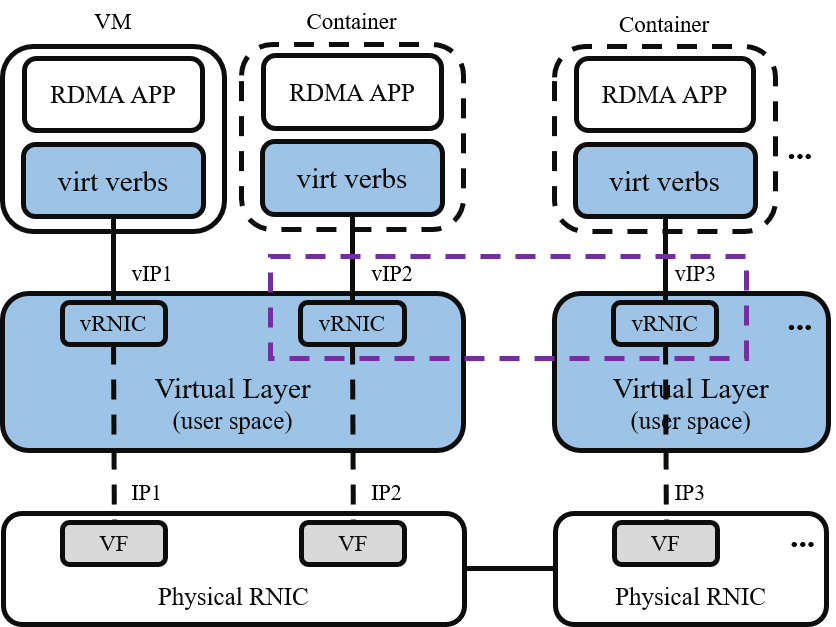 VM
Container
Container
RDMA APP
RDMA APP
RDMA APP
virt verbs
virt verbs
virt verbs
...
vIP1
vIP2
vIP3
vRNIC
vRNIC
vRNIC
...
Virtual Layer
(user space)
Virtual Layer
(user space)
IP1
IP2
IP3
VF
VF
VF
...
Physical RNIC
Physical RNIC